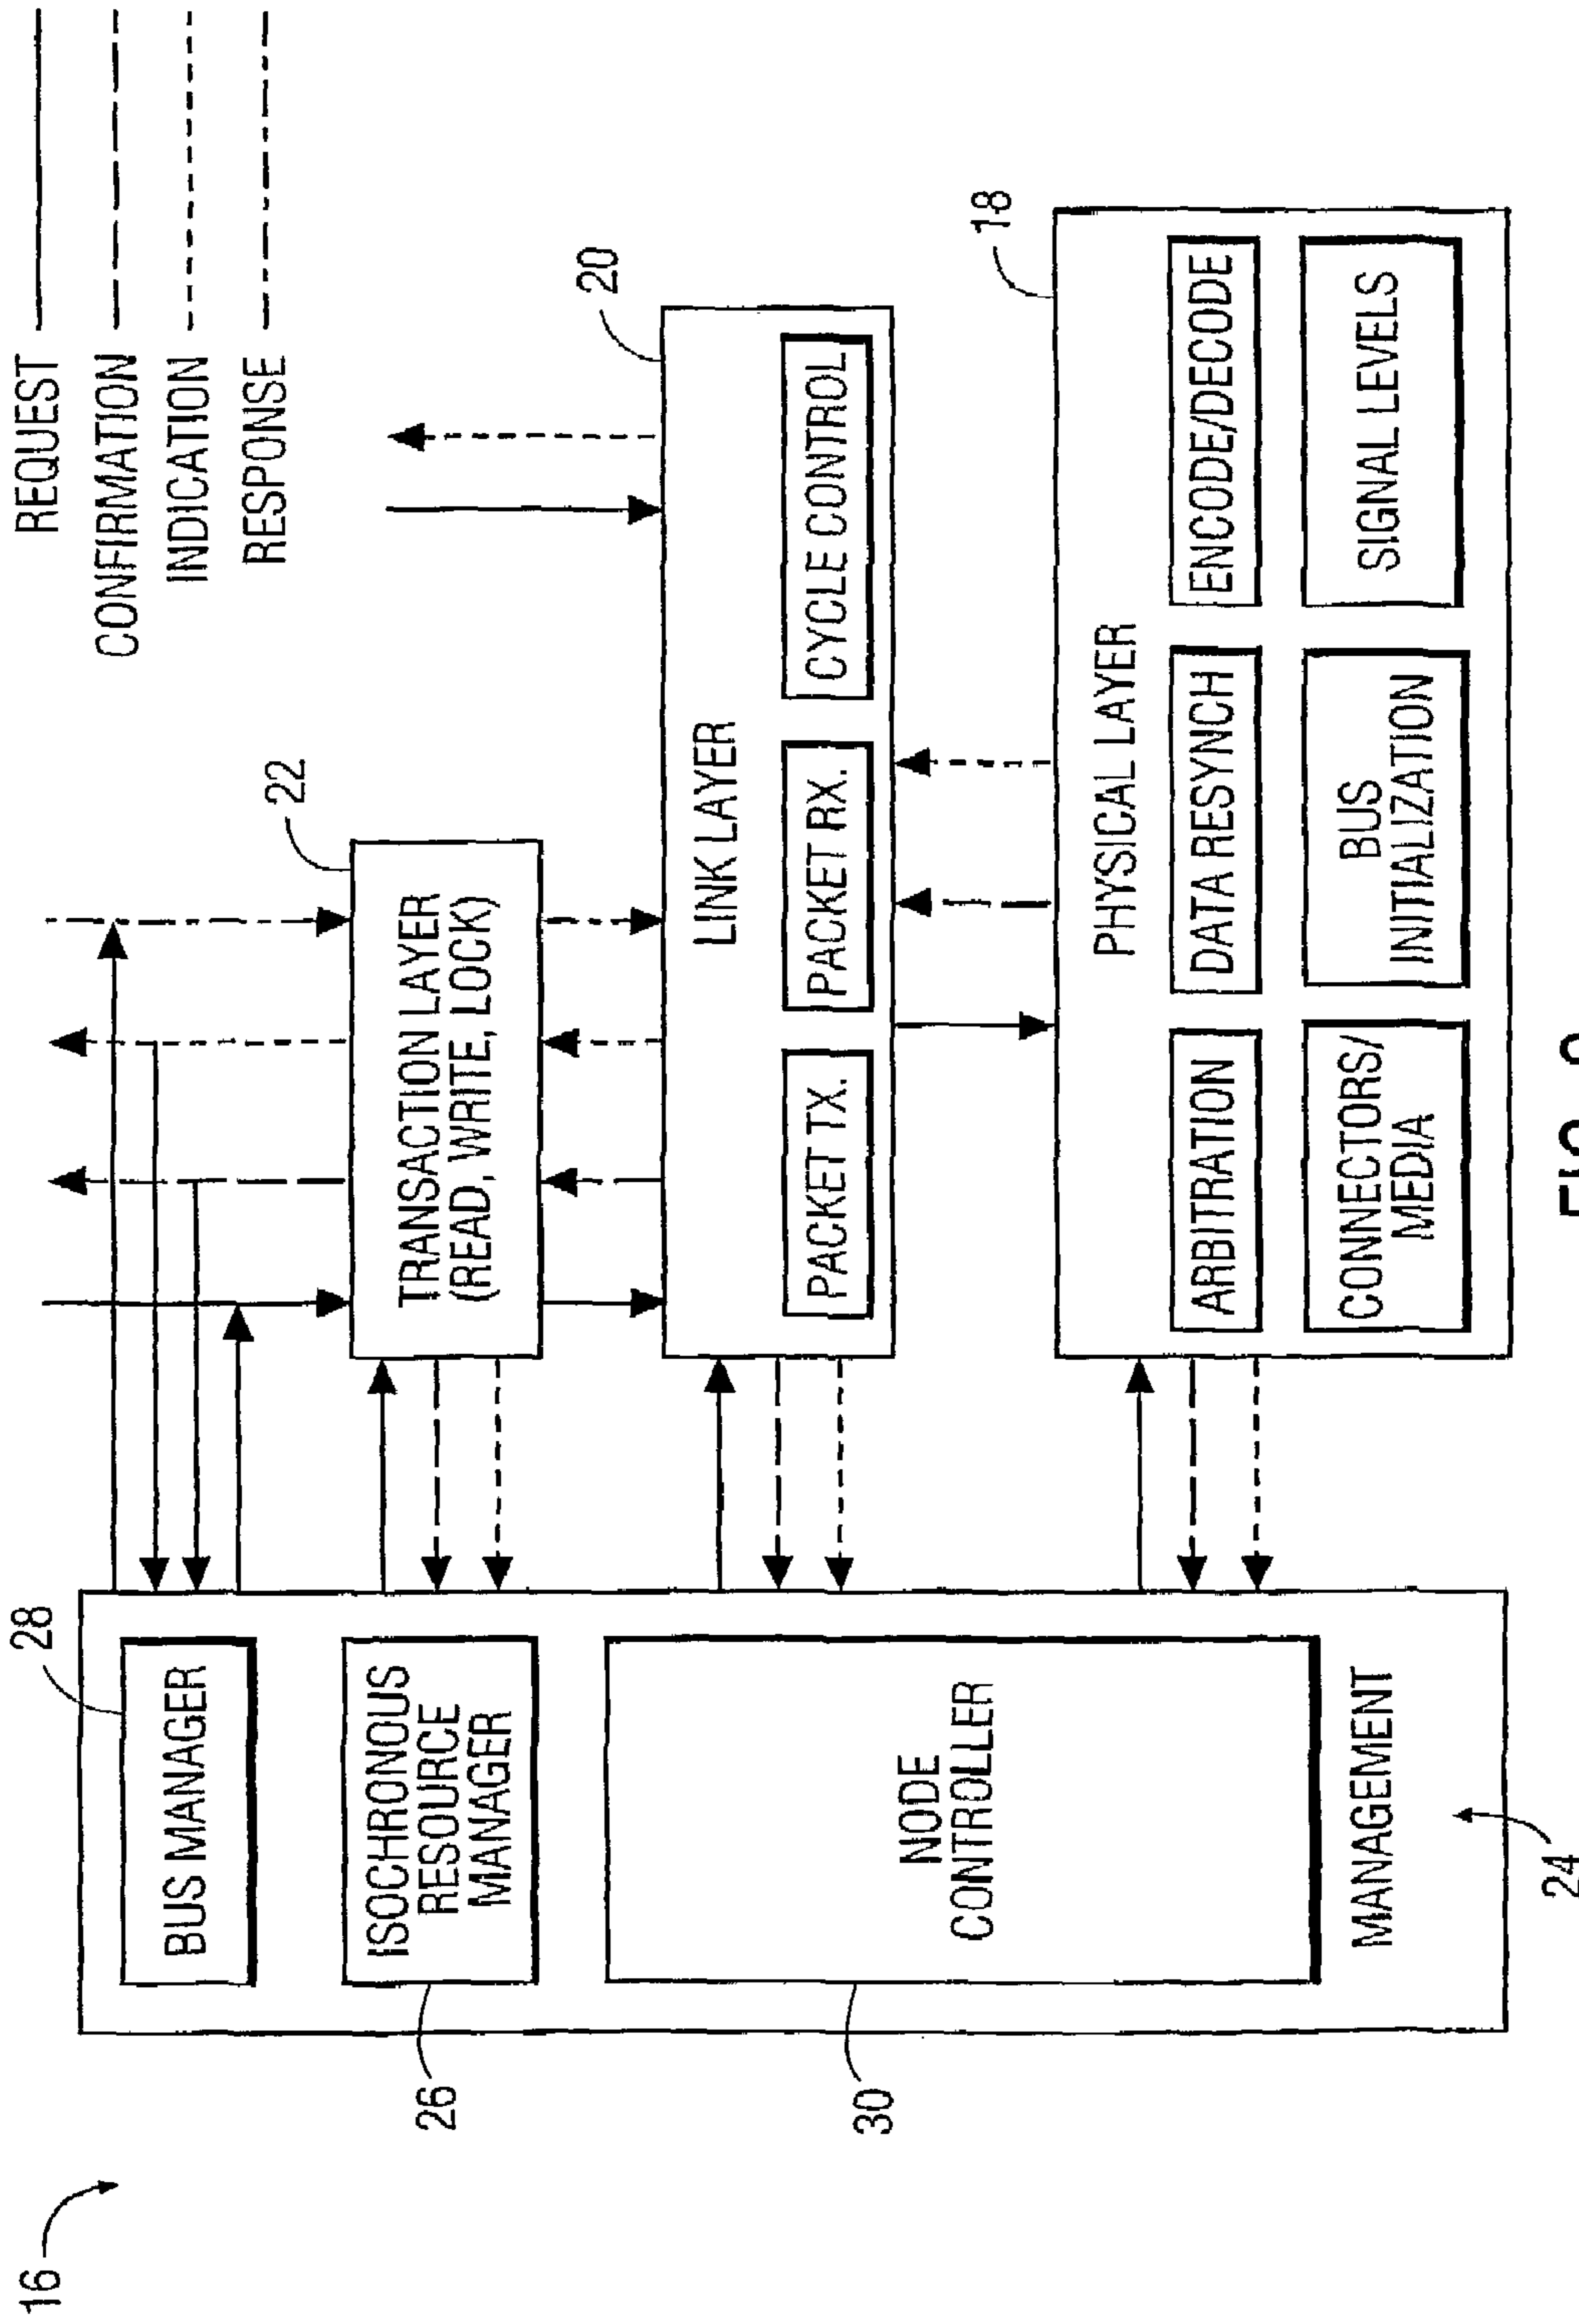 16
REQUEST
CONFIRMATION
INDICATION
RESPONSE
28
BUS MANAGER
ISOCHRONOUS
RESOURCE
MANAGER
26
NODE
CONTROLLER
30
MANAGEMENT
24
22
TRANSACTION LAYER
(READ, WRITE, LOCK)
20
LINK LAYER
PACKET TX.
PACKET RX.
CYCLE CONTROL
18
PHYSICAL LAYER
ARBITRATION
DATA RESYNCH
ENCODE/DECODE
CONNECTORS/
MEDIA
BUS
INITIALIZATION
SIGNAL LEVELS